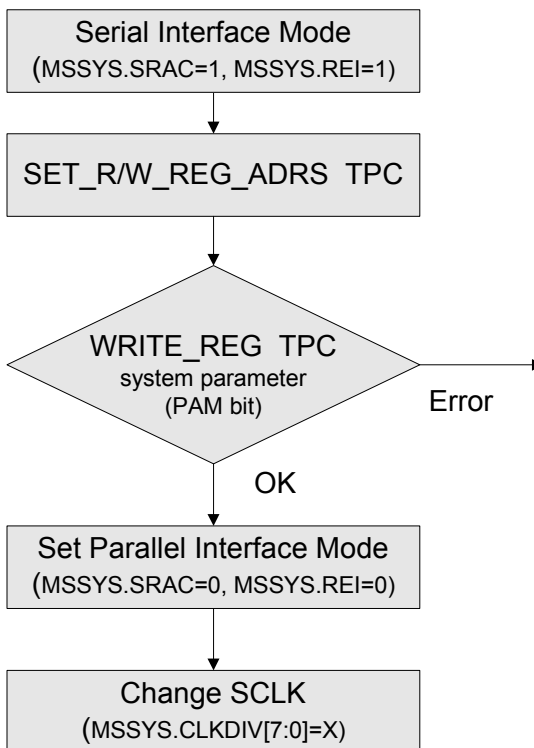 Serial Interface Mode
(MSSYS.SRAC=1, MSSYS.REI=1)
SET_R/W_REG_ADRS TPC
WRITE_REG TPC
system parameter
(PAM bit)
Error
OK
Set Parallel Interface Mode
(MSSYS.SRAC=0, MSSYS.REI=0)
Change SCLK
(MSSYS.CLKDIV[7:0]=X)